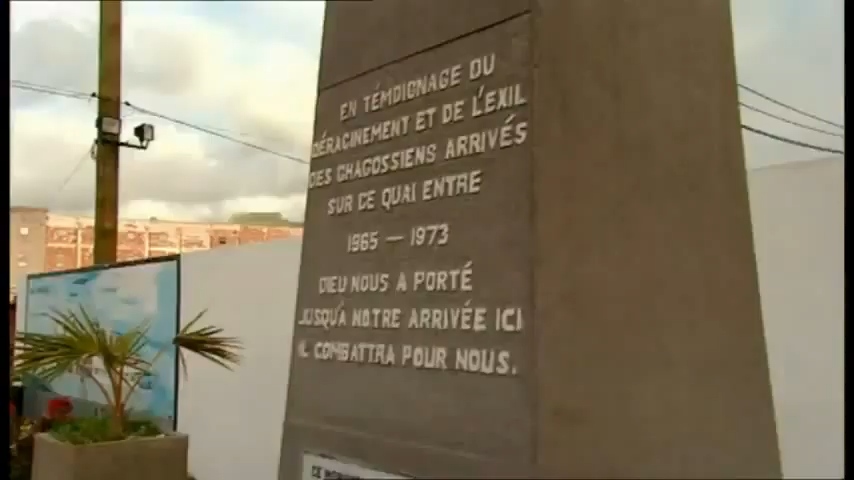 EN TÉMOIGNAGE DU
DÉRACINEMENT ET DE L'EXIL
DES CHAGOSSIENS ARRIVÉS
SUR CE QUAI ENTRE
1965 — 1973
DIEU NOUS A PORTÉ
JUSQU'À NOTRE ARRIVÉE ICI
IL COMBATTRA POUR NOUS.
CE